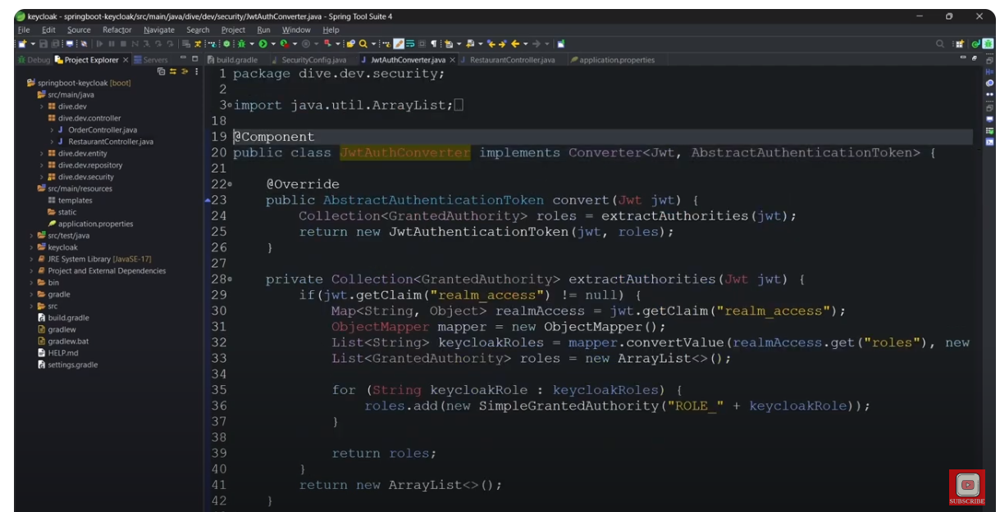 keycloak - springboot-keycloak/src/main/java/dive/dev/security/JwtAuthConverter.java - Spring Tool Suite 4
File Edit Source Refactor Navigate Search Project Run Window Help
Debug Project Explorer Servers
build.gradle SecurityConfig.java JwtAuthConverter.java RestaurantController.java application.properties
springboot-keycloak [boot]
src/main/java
dive.dev
dive.dev.controller
OrderController.java
RestaurantController.java
dive.dev.entity
dive.dev.repository
dive.dev.security
src/main/resources
templates
static
application.properties
src/test/java
keycloak
JRE System Library [JavaSE-17]
Project and External Dependencies
bin
gradle
src
build.gradle
gradlew
gradlew.bat
HELP.md
settings.gradle
1 package dive.dev.security;
2
3 import java.util.ArrayList;
18
19 @Component
20 public class JwtAuthConverter implements Converter<Jwt, AbstractAuthenticationToken> {
21
22 @Override
23 public AbstractAuthenticationToken convert(Jwt jwt) {
24 Collection<GrantedAuthority> roles = extractAuthorities(jwt);
25 return new JwtAuthenticationToken(jwt, roles);
26 }
27
28 private Collection<GrantedAuthority> extractAuthorities(Jwt jwt) {
29 if(jwt.getClaim("realm_access") != null) {
30 Map<String, Object> realmAccess = jwt.getClaim("realm_access");
31 ObjectMapper mapper = new ObjectMapper();
32 List<String> keycloakRoles = mapper.convertValue(realmAccess.get("roles"), new
33 List<GrantedAuthority> roles = new ArrayList<>();
34
35 for (String keycloakRole : keycloakRoles) {
36 roles.add(new SimpleGrantedAuthority("ROLE_" + keycloakRole));
37 }
38
39 return roles;
40 }
41 return new ArrayList<>();
42 }
SUBSCRIBE